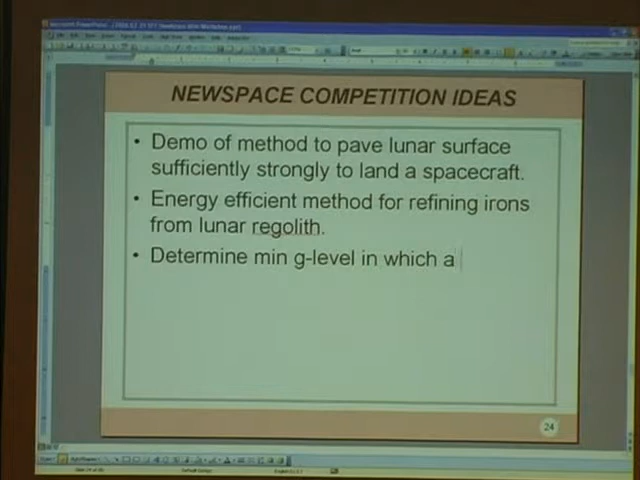 NEWSPACE COMPETITION IDEAS
• Demo of method to pave lunar surface
sufficiently strongly to land a spacecraft.
• Energy efficient method for refining irons
from lunar regolith.
• Determine min g-level in which a
24